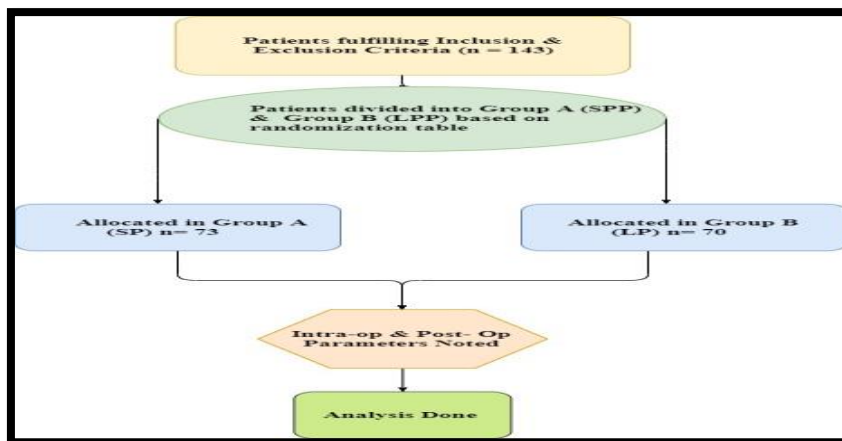 Patients fulfilling Inclusion &
Exclusion Criteria (n = 143)
Patients divided into Group A (SPP)
& Group B (LPP) based on
randomization table
Allocated in Group A
(SP) n= 73
Allocated in Group B
(LP) n= 70
Intra-op & Post- Op
Parameters Noted
Analysis Done